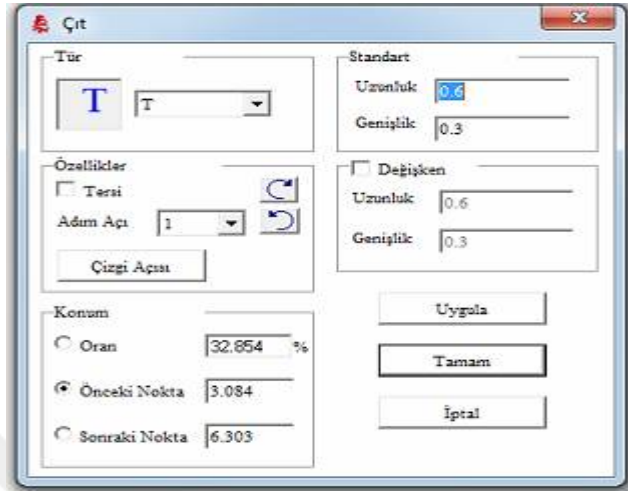 Çıt
Tür
T
T
Standart
Uzunluk 0.6
Genişlik 0.3
Özellikler
Tersi
Adım Açı 1
Çizgi Açısı
Değişken
Uzunluk 0.6
Genişlik 0.3
Konum
Oran 32.854 %
Önceki Nokta 3.084
Sonraki Nokta 6.303
Uygula
Tamam
İptal